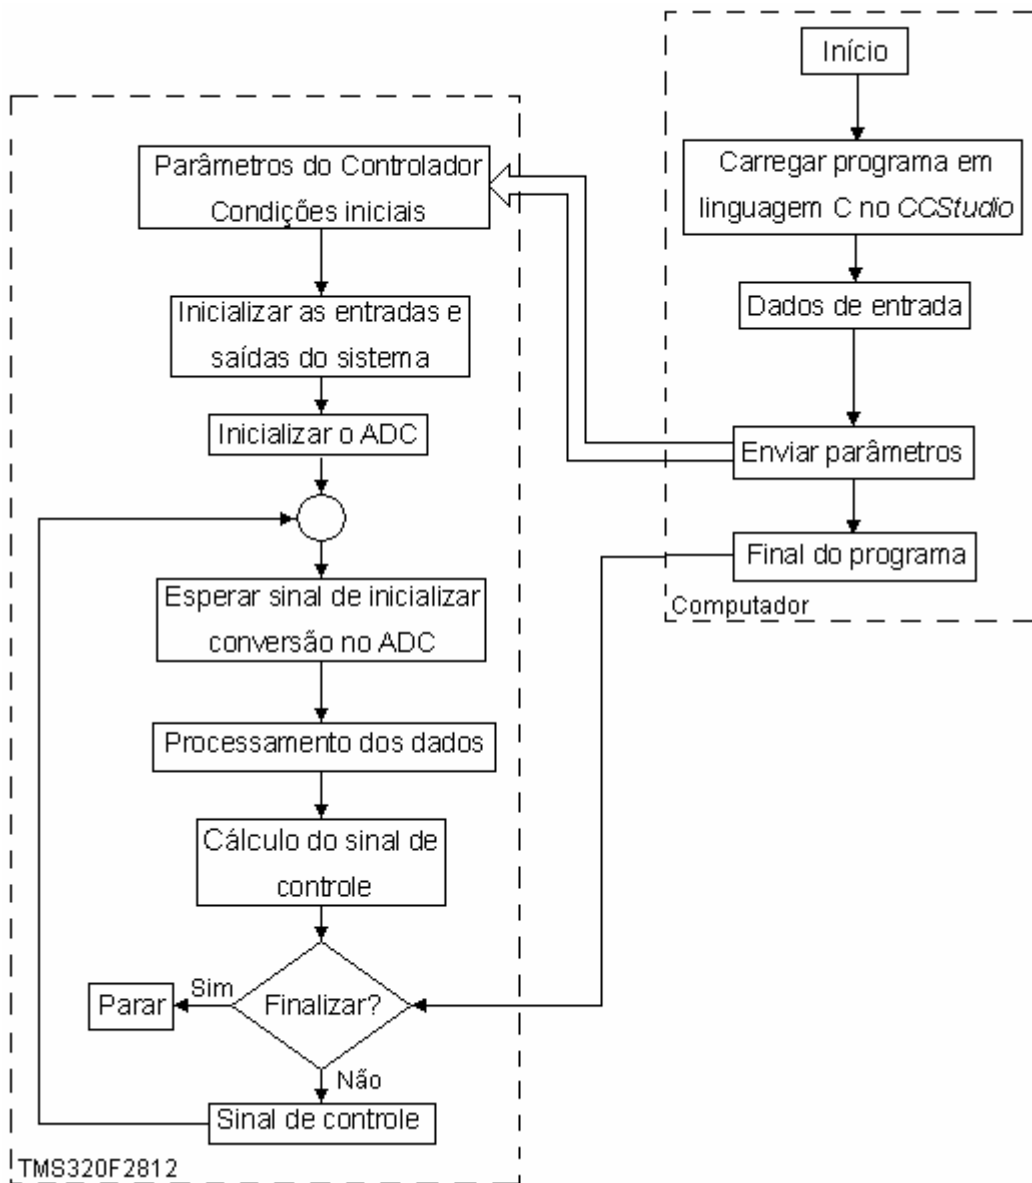 Início
Carregar programa em
linguagem C no CCStudio
Dados de entrada
Enviar parâmetros
Final do programa
Computador
Parâmetros do Controlador
Condições iniciais
Inicializar as entradas e
saídas do sistema
Inicializar o ADC
Esperar sinal de inicializar
conversão no ADC
Processamento dos dados
Cálculo do sinal de
controle
Finalizar?
Sim
Parar
Não
Sinal de controle
TMS320F2812